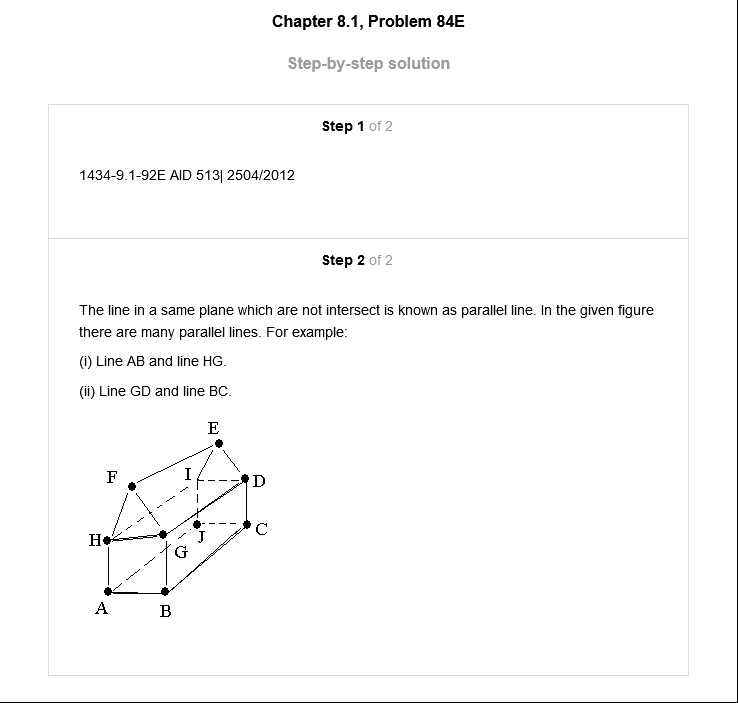 Chapter 8.1, Problem 84E
Step-by-step solution
Step 1 of 2
1434-9.1-92E AID 513| 2504/2012
Step 2 of 2
The line in a same plane which are not intersect is known as parallel line. In the given figure
there are many parallel lines. For example:
(i) Line AB and line HG.
(ii) Line GD and line BC.
E
F
I
D
H
J
C
G
A
B